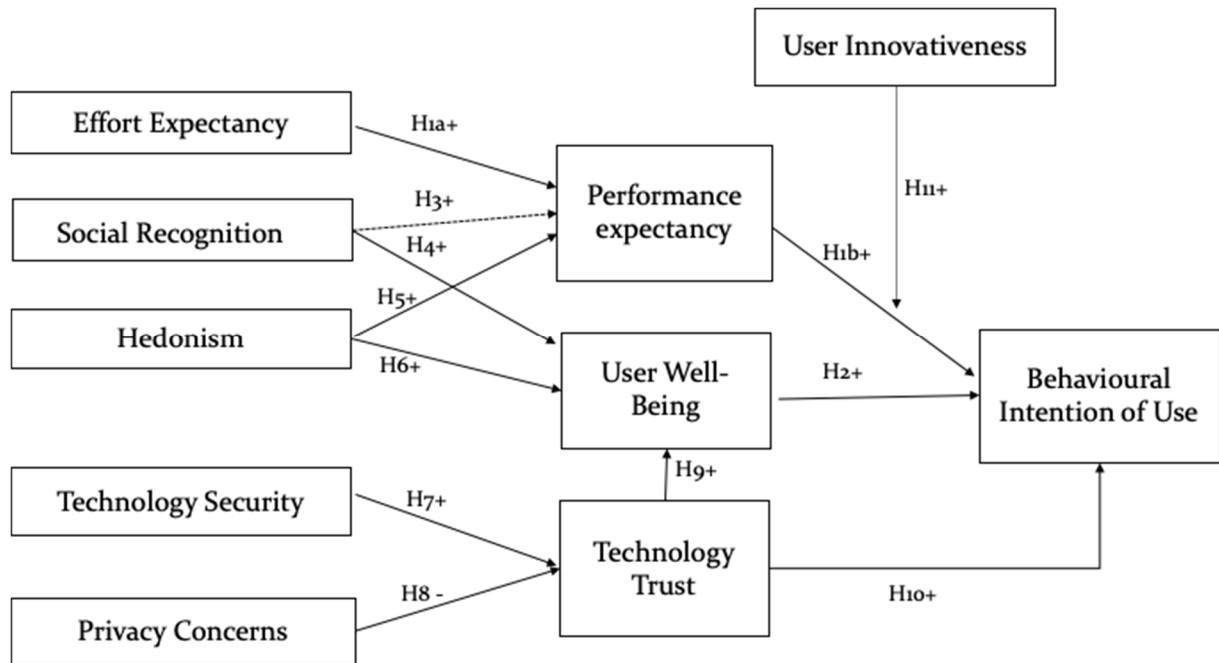 User Innovativeness
Effort Expectancy
H1a+
Performance
expectancy
H11+
Social Recognition
H3+
H4+
H1b+
Hedonism
H5+
H6+
User Well-
Being
H2+
Behavioural
Intention of Use
H9+
Technology Security
H7+
Technology
Trust
H8 -
H10+
Privacy Concerns